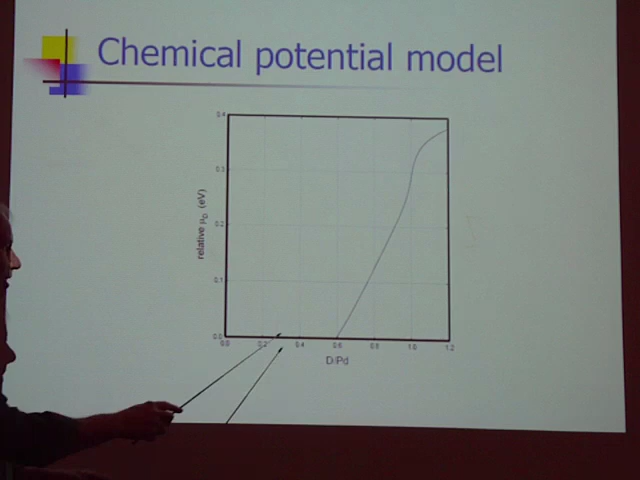 Chemical potential model
0.4
0.3
0.2
0.1
0.0
relative μD (eV)
0.0 0.2 0.4 0.6 0.8 1.0 1.2
D/Pd